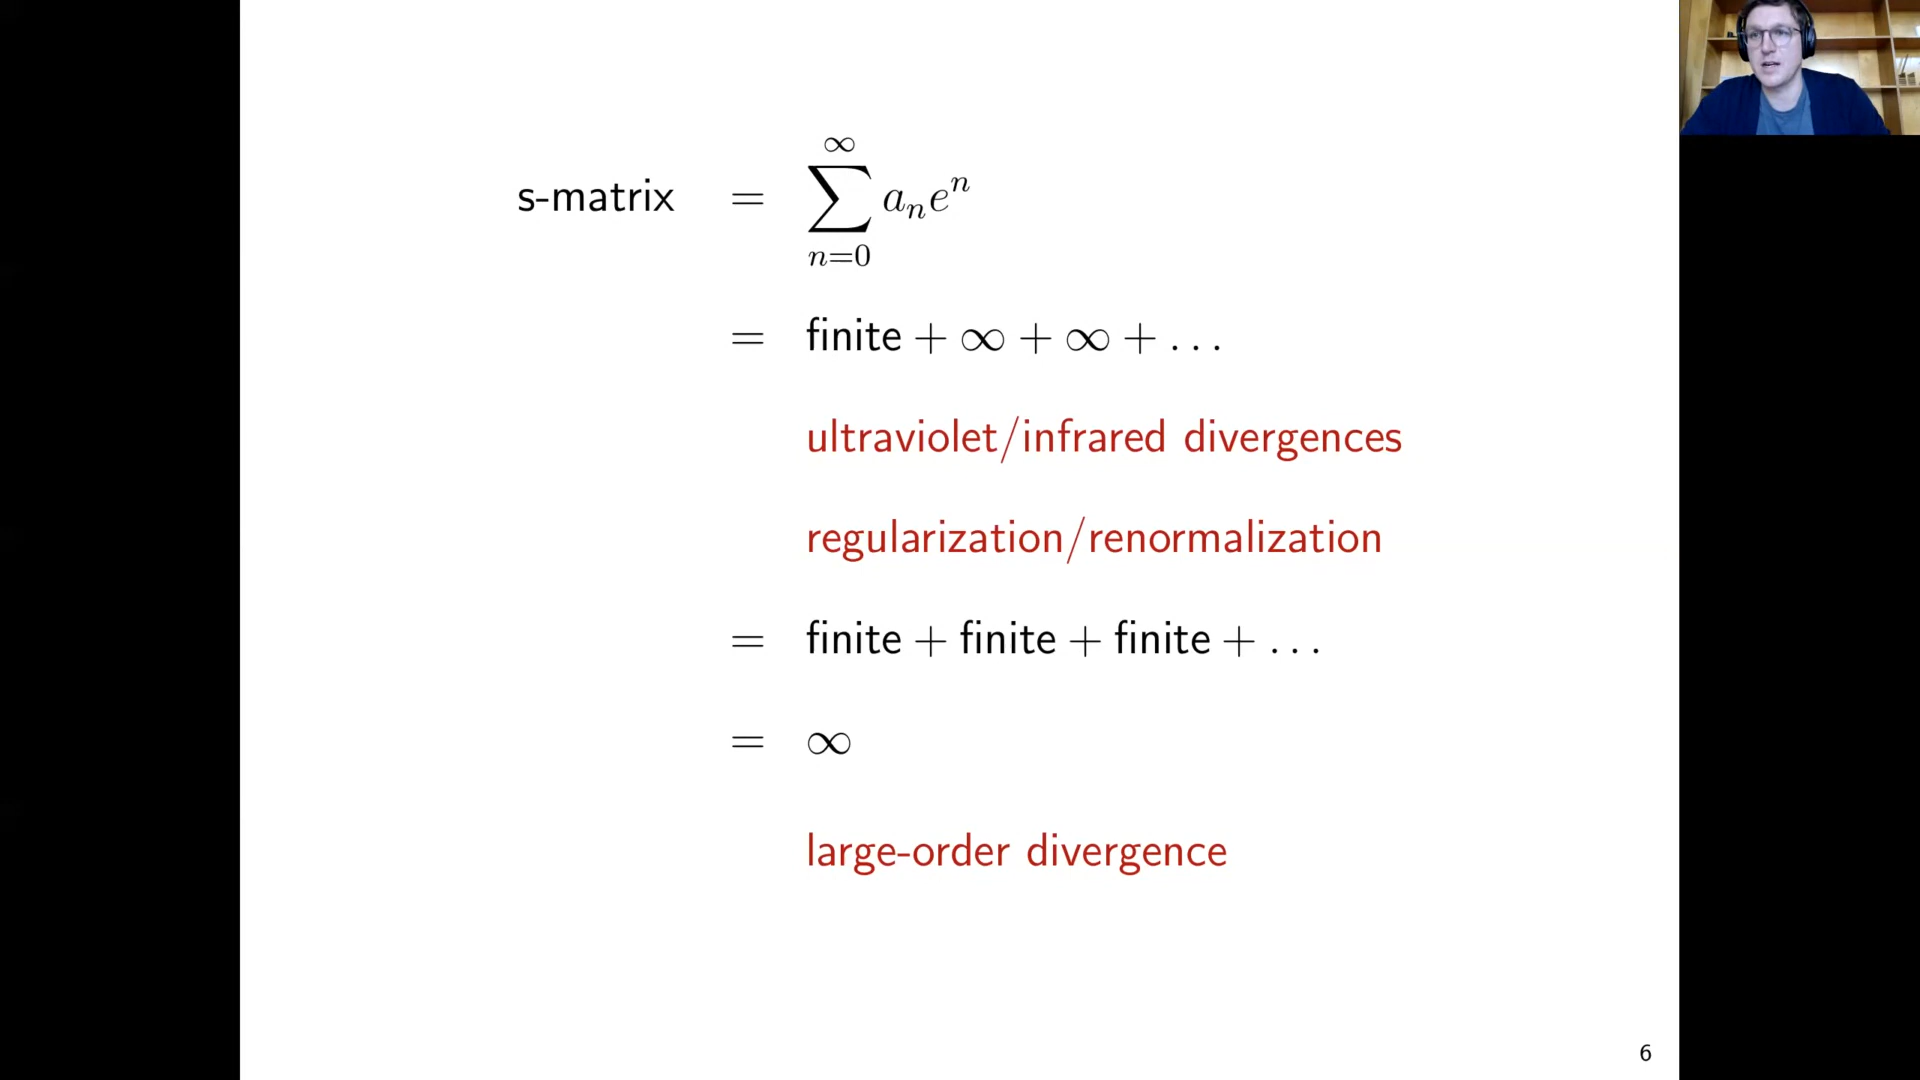 s-matrix = ∑_{n=0}^{∞} a_n e^n
= finite + ∞ + ∞ + . . .
ultraviolet/infrared divergences
regularization/renormalization
= finite + finite + finite + . . .
= ∞
large-order divergence
6